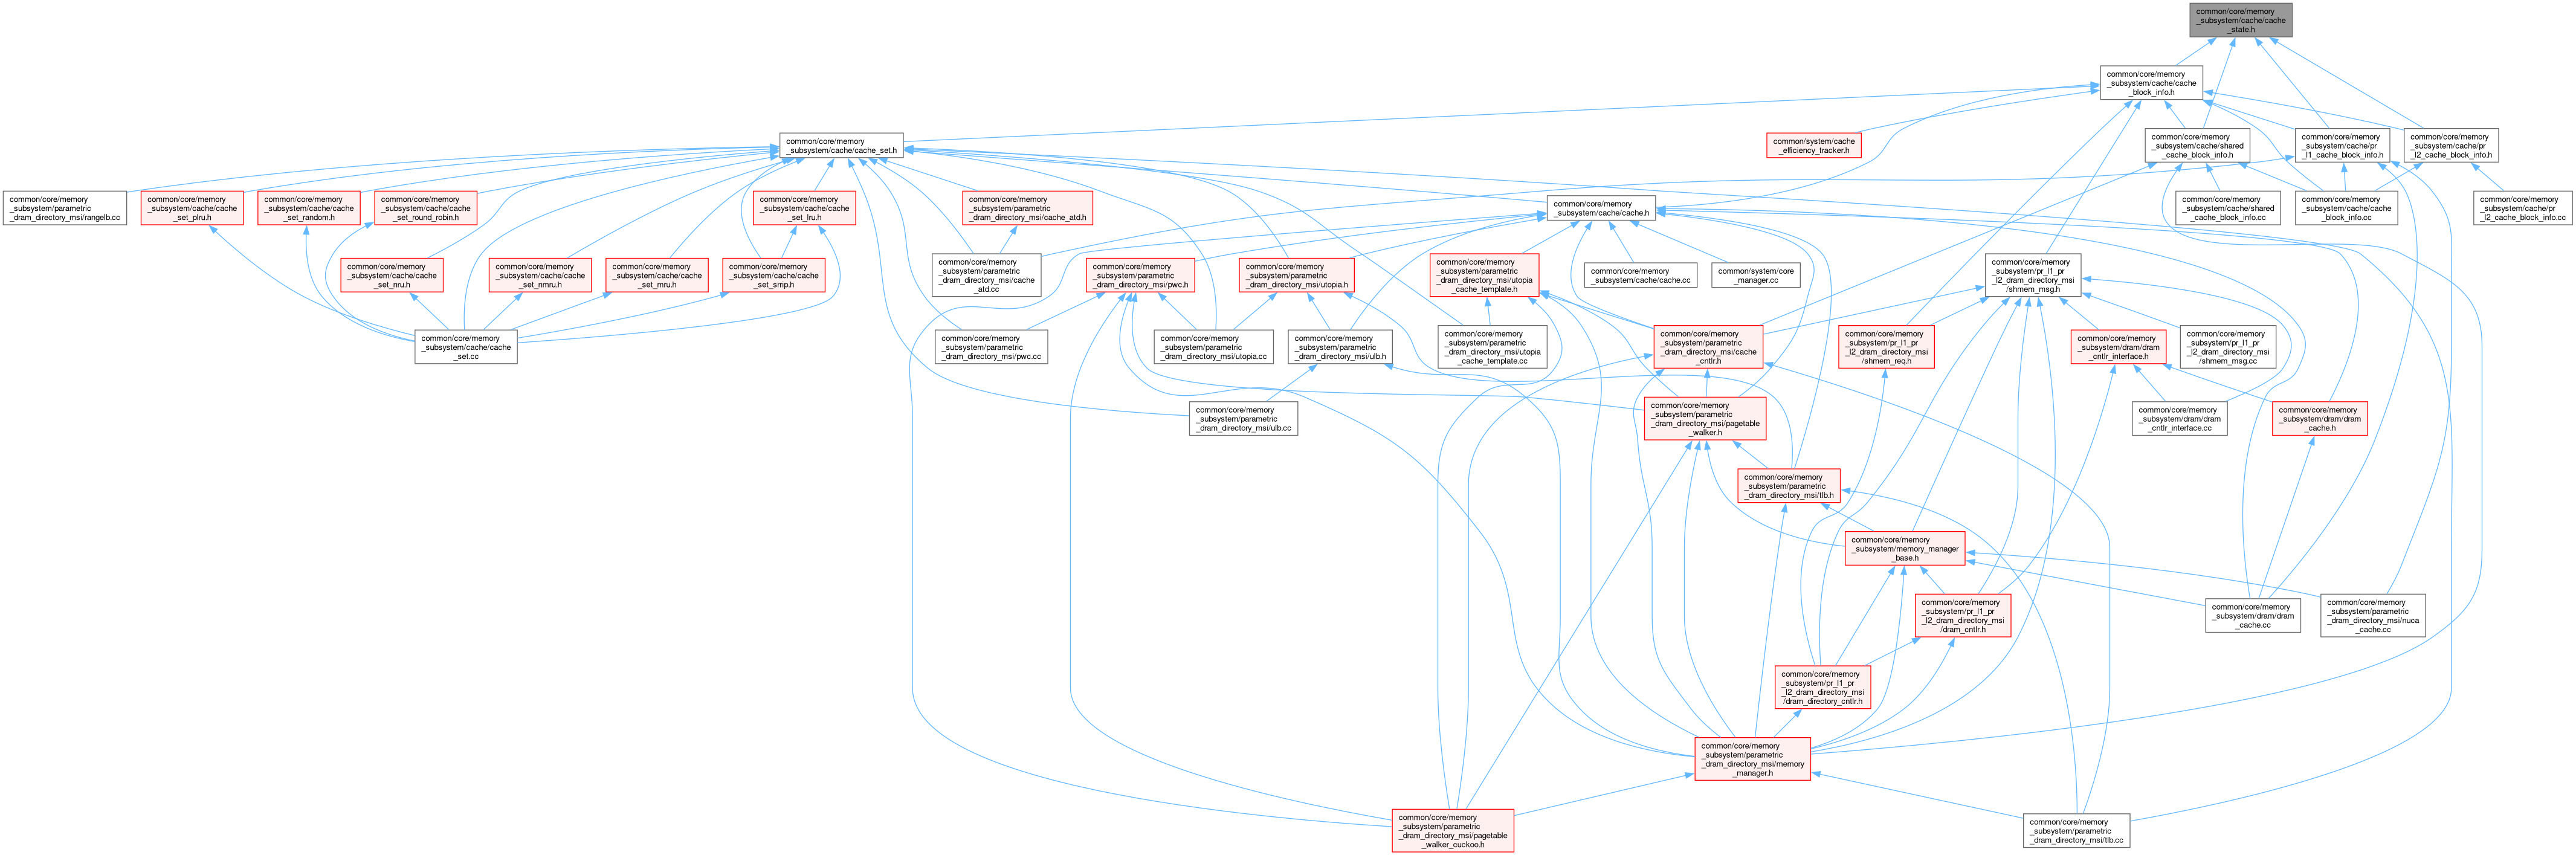 common/core/memory
_subsystem/cache/cache
_state.h
common/core/memory
_subsystem/cache/cache
_block_info.h
common/core/memory
_subsystem/cache/cache_set.h
common/system/cache
_efficiency_tracker.h
common/core/memory
_subsystem/cache/shared
_cache_block_info.h
common/core/memory
_subsystem/cache/pr
_l1_cache_block_info.h
common/core/memory
_subsystem/cache/pr
_l2_cache_block_info.h
common/core/memory
_subsystem/parametric
_dram_directory_msi/rangelb.cc
common/core/memory
_subsystem/cache/cache
_set_plru.h
common/core/memory
_subsystem/cache/cache
_set_random.h
common/core/memory
_subsystem/cache/cache
_set_round_robin.h
common/core/memory
_subsystem/cache/cache
_set_lru.h
common/core/memory
_subsystem/parametric
_dram_directory_msi/cache_atd.h
common/core/memory
_subsystem/cache/cache.h
common/core/memory
_subsystem/cache/shared
_cache_block_info.cc
common/core/memory
_subsystem/cache/cache
_block_info.cc
common/core/memory
_subsystem/cache/pr
_l2_cache_block_info.cc
common/core/memory
_subsystem/cache/cache
_set_nru.h
common/core/memory
_subsystem/cache/cache
_set_nmru.h
common/core/memory
_subsystem/cache/cache
_set_mru.h
common/core/memory
_subsystem/cache/cache
_set_srrip.h
common/core/memory
_subsystem/parametric
_dram_directory_msi/cache
_atd.cc
common/core/memory
_subsystem/parametric
_dram_directory_msi/pwc.h
common/core/memory
_subsystem/parametric
_dram_directory_msi/utopia.h
common/core/memory
_subsystem/parametric
_dram_directory_msi/utopia
_cache_template.h
common/core/memory
_subsystem/cache/cache.cc
common/system/core
_manager.cc
common/core/memory
_subsystem/pr_l1_pr
_l2_dram_directory_msi
/shmem_msg.h
common/core/memory
_subsystem/cache/cache
_set.cc
common/core/memory
_subsystem/parametric
_dram_directory_msi/pwc.cc
common/core/memory
_subsystem/parametric
_dram_directory_msi/utopia.cc
common/core/memory
_subsystem/parametric
_dram_directory_msi/ulb.h
common/core/memory
_subsystem/parametric
_dram_directory_msi/utopia
_cache_template.cc
common/core/memory
_subsystem/parametric
_dram_directory_msi/cache
_cntlr.h
common/core/memory
_subsystem/pr_l1_pr
_l2_dram_directory_msi
/shmem_req.h
common/core/memory
_subsystem/dram/dram
_cntlr_interface.h
common/core/memory
_subsystem/pr_l1_pr
_l2_dram_directory_msi
/shmem_msg.cc
common/core/memory
_subsystem/parametric
_dram_directory_msi/ulb.cc
common/core/memory
_subsystem/parametric
_dram_directory_msi/pagetable
_walker.h
common/core/memory
_subsystem/dram/dram
_cntlr_interface.cc
common/core/memory
_subsystem/dram/dram
_cache.h
common/core/memory
_subsystem/parametric
_dram_directory_msi/tlb.h
common/core/memory
_subsystem/memory_manager
_base.h
common/core/memory
_subsystem/pr_l1_pr
_l2_dram_directory_msi
/dram_cntlr.h
common/core/memory
_subsystem/dram/dram
_cache.cc
common/core/memory
_subsystem/parametric
_dram_directory_msi/nuca
_cache.cc
common/core/memory
_subsystem/pr_l1_pr
_l2_dram_directory_msi
/dram_directory_cntlr.h
common/core/memory
_subsystem/parametric
_dram_directory_msi/memory
_manager.h
common/core/memory
_subsystem/parametric
_dram_directory_msi/pagetable
_walker_cuckoo.h
common/core/memory
_subsystem/parametric
_dram_directory_msi/tlb.cc